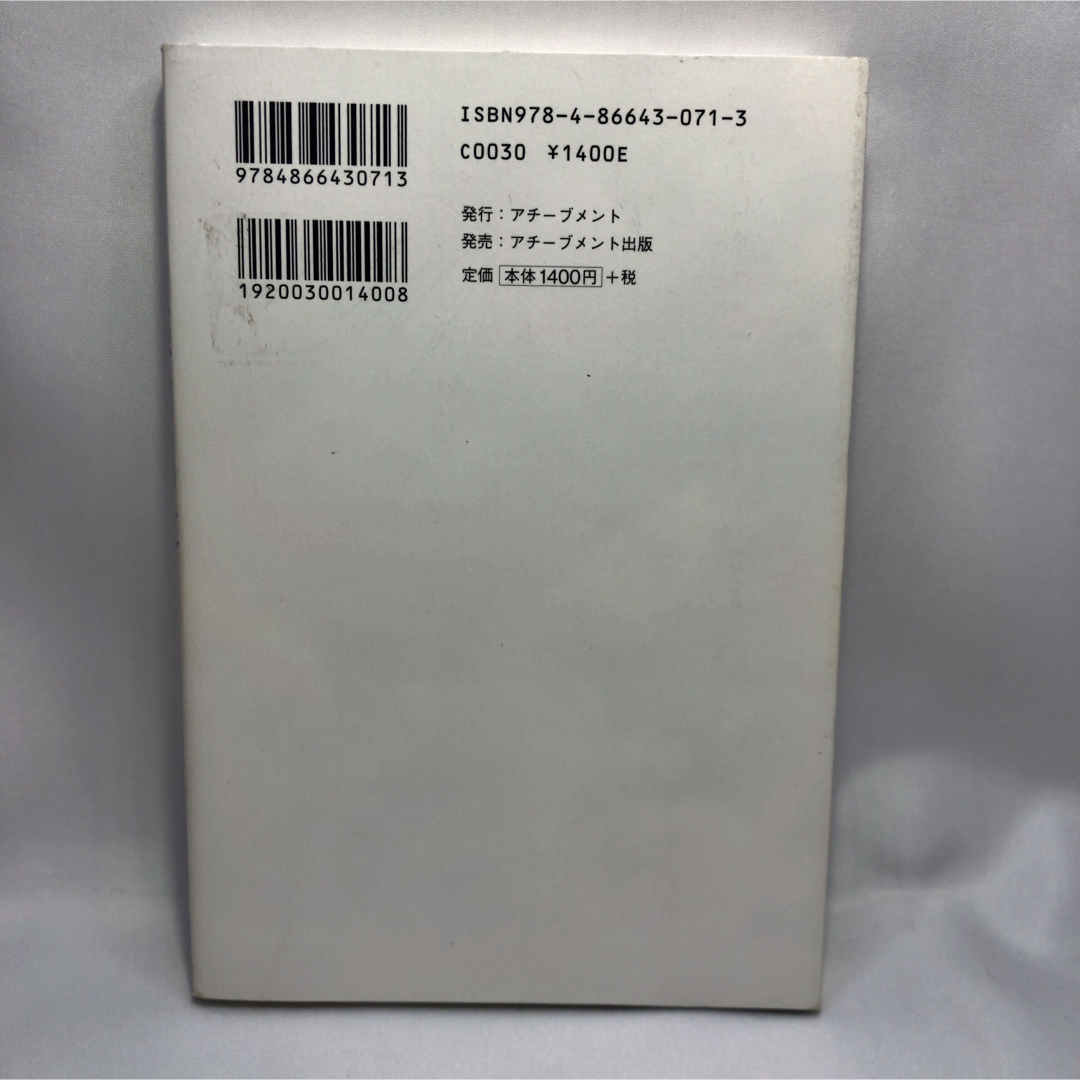 9784866430713
1920030014008
ISBN978-4-86643-071-3
C0030 ¥1400E
発行：アチーブメント
発売：アチーブメント出版
定価 本体1400円+税